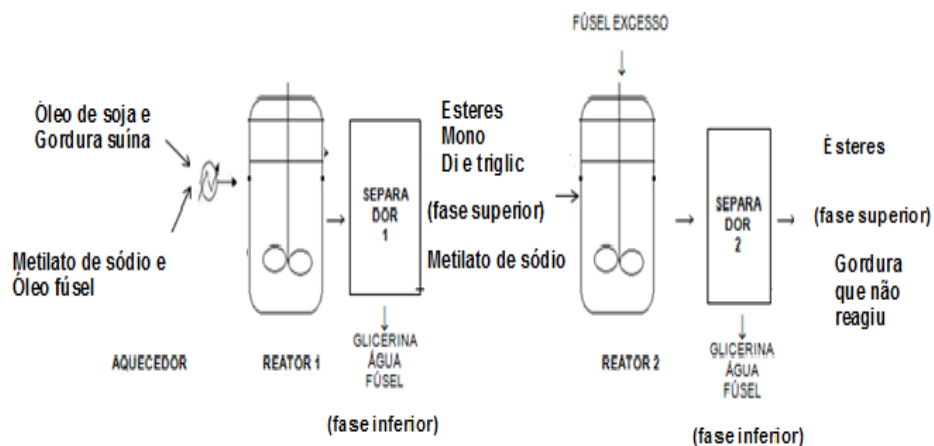 FÚSEL EXCESSO
Óleo de soja e
Gordura suína
Metilato de sódio e
Óleo fúsel
AQUECEDOR
REATOR 1
SEPARA
DOR
1
GLICERINA
ÁGUA
FÚSEL
(fase inferior)
Esteres
Mono
Di e triglic
(fase superior)
Metilato de sódio
REATOR 2
SEPARA
DOR
2
GLICERINA
ÁGUA
FÚSEL
(fase inferior)
Ésteres
(fase superior)
Gordura
que não
reagiu